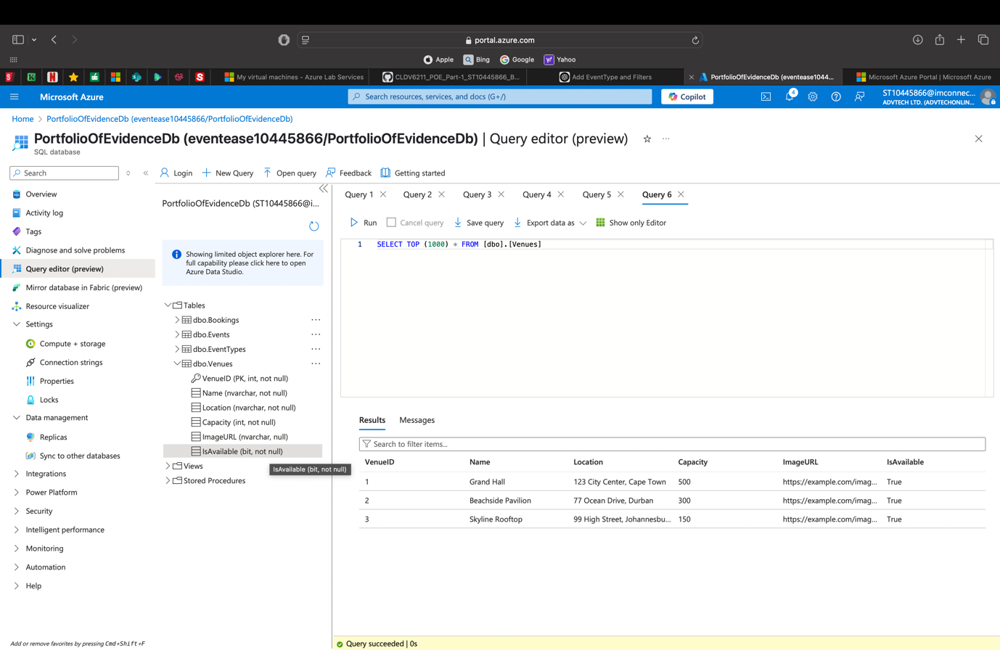 portal.azure.com
Apple Bing Google Yahoo
My virtual machines - Azure Lab Services CLDV6211_POE_Part-1_ST10445866_B... Add EventType and Filters PortfolioOfEvidenceDb (eventease1044... Microsoft Azure Portal | Microsoft Azure
Microsoft Azure Search resources, services, and docs (G+/) Copilot 4 ST10445866@imconnec...
ADVTECH LTD. (ADVTECHONLIN...
Home > PortfolioOfEvidenceDb (eventease10445866/PortfolioOfEvidenceDb)
PortfolioOfEvidenceDb (eventease10445866/PortfolioOfEvidenceDb) | Query editor (preview) ...
SQL database
Search
Overview
Activity log
Tags
Diagnose and solve problems
Query editor (preview)
Mirror database in Fabric (preview)
Resource visualizer
Settings
Compute + storage
Connection strings
Properties
Locks
Data management
Replicas
Sync to other databases
Integrations
Power Platform
Security
Intelligent performance
Monitoring
Automation
Help
Add or remove favorites by pressing Cmd+Shift+F
Login New Query Open query Feedback Getting started
PortfolioOfEvidenceDb (ST10445866@i...
Showing limited object explorer here. For
full capability please click here to open
Azure Data Studio.
Tables
dbo.Bookings ...
dbo.Events ...
dbo.EventTypes ...
dbo.Venues ...
VenueID (PK, int, not null)
Name (nvarchar, not null)
Location (nvarchar, not null)
Capacity (int, not null)
ImageURL (nvarchar, null)
IsAvailable (bit, not null)
Views
IsAvailable (bit, not null)
Stored Procedures
Query 1 Query 2 Query 3 Query 4 Query 5 Query 6
Run Cancel query Save query Export data as Show only Editor
1 SELECT TOP (1000) * FROM [dbo].[Venues]
Results Messages
Search to filter items...
VenueID Name Location Capacity ImageURL IsAvailable
1 Grand Hall 123 City Center, Cape Town 500 https://example.com/imag... True
2 Beachside Pavilion 77 Ocean Drive, Durban 300 https://example.com/imag... True
3 Skyline Rooftop 99 High Street, Johannesbu... 150 https://example.com/imag... True
Query succeeded | 0s